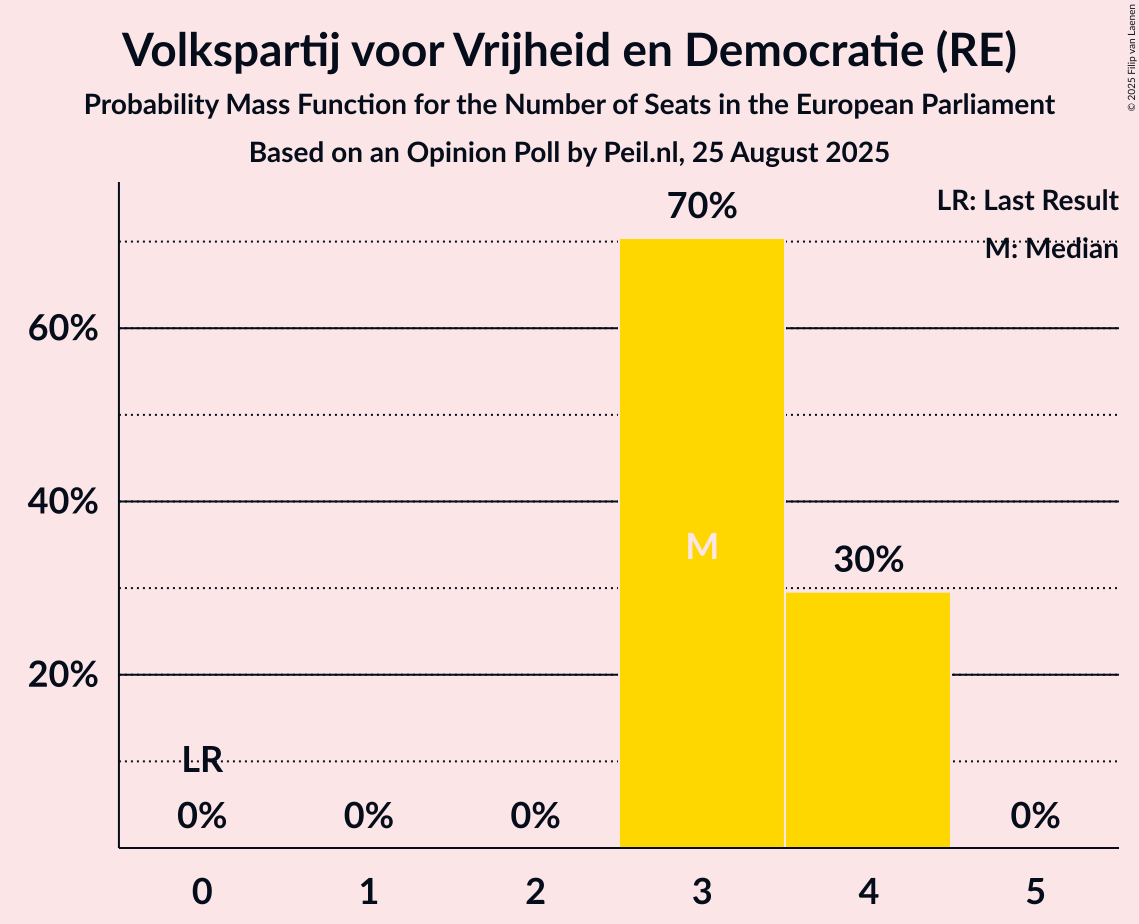 Volkspartij voor Vrijheid en Democratie (RE)
Probability Mass Function for the Number of Seats in the European Parliament
Based on an Opinion Poll by Peil.nl, 25 August 2025
© 2025 Filip van Laenen
LR: Last Result
M: Median
70%
60%
40%
M
30%
20%
LR
0% 0% 0% 0%
0 1 2 3 4 5